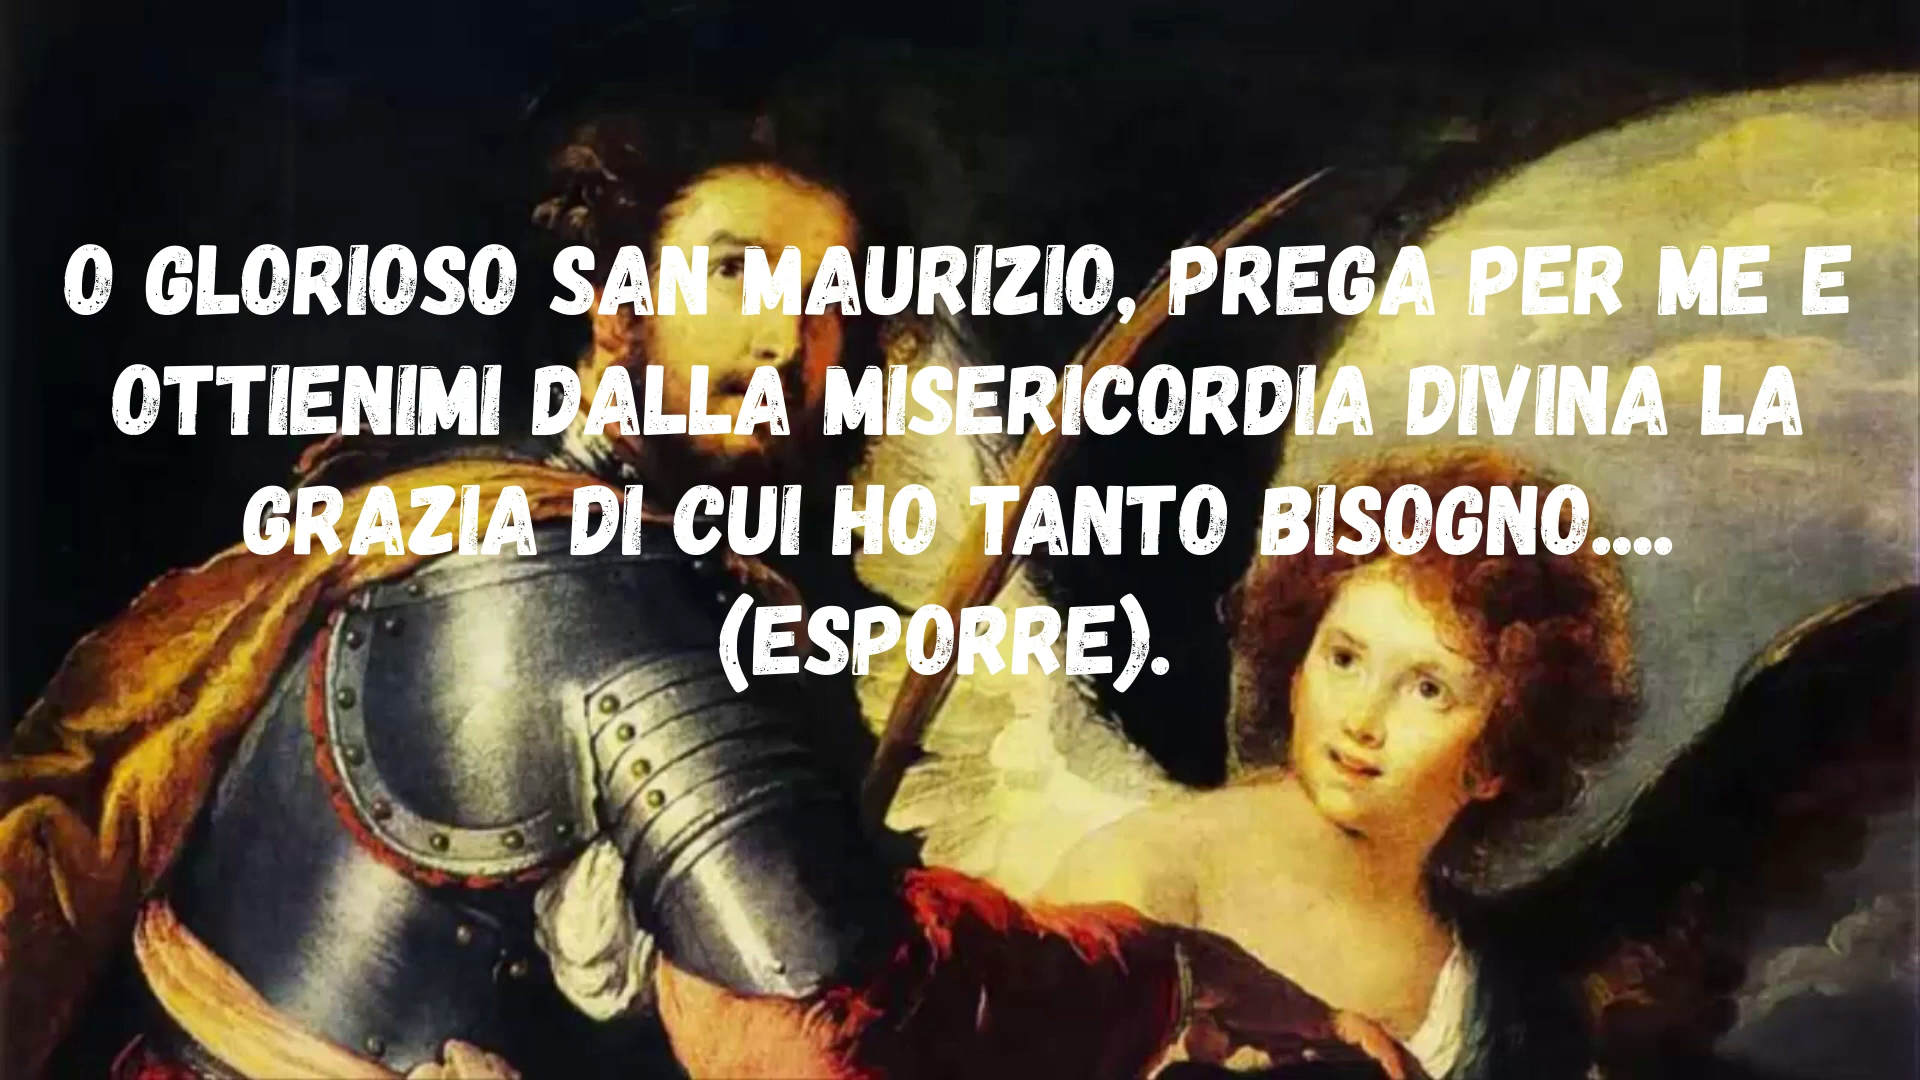 O GLORIOSO SAN MAURIZIO, PREGA PER ME E
OTTIENIMI DALLA MISERICORDIA DIVINA LA
GRAZIA DI CUI HO TANTO BISOGNO....
(ESPORRE).